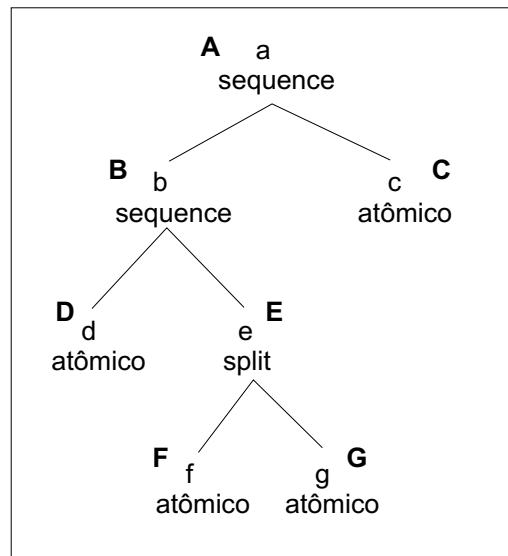 A a
sequence
B b
c C
sequence
atômico
D d
e E
atômico
split
F f
g G
atômico
atômico